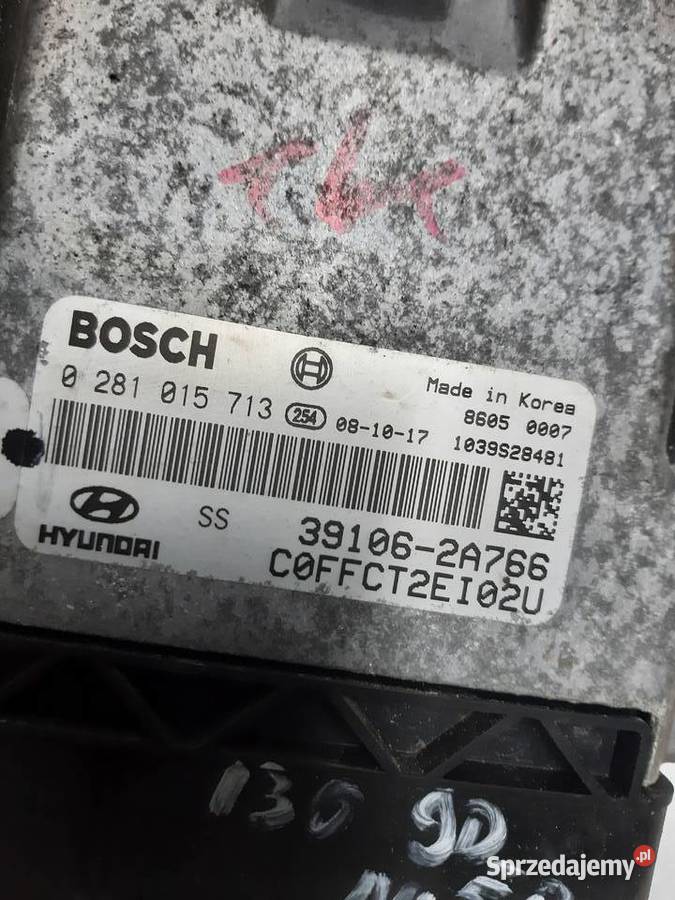 BOSCH
Made in Korea
0 281 015 713 254 08-10-17
8605 0007
1039S28481
HYUNDAI SS
39106-2A766
C0FFCT2EI02U
Sprzedajemy.pl